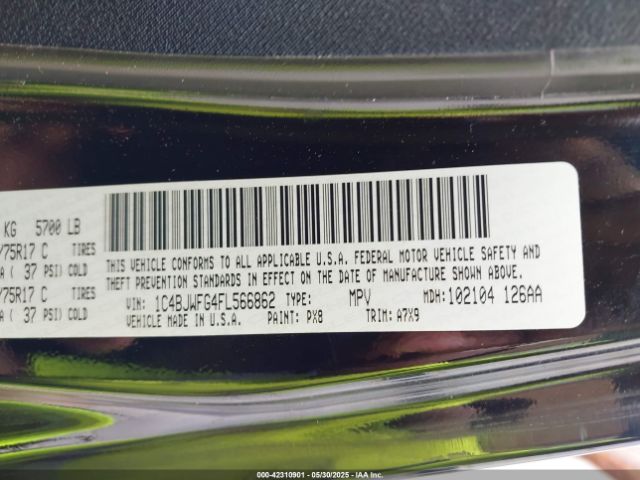 KG 5700 LB
/75R17 C TIRES
A ( 37 PSI) COLD
/75R17 C TIRES
A ( 37 PSI) COLD
THIS VEHICLE CONFORMS TO ALL APPLICABLE U.S.A. FEDERAL MOTOR VEHICLE SAFETY AND
THEFT PREVENTION STANDARDS IN EFFECT ON THE DATE OF MANUFACTURE SHOWN ABOVE.
VIN: 1C4BJWFG4FL566862 TYPE: MPV MDH: 102104 126AA
VEHICLE MADE IN U.S.A. PAINT: PX8 TRIM: A7X9
000-42310901 - 05/30/2025 - IAAI.COM